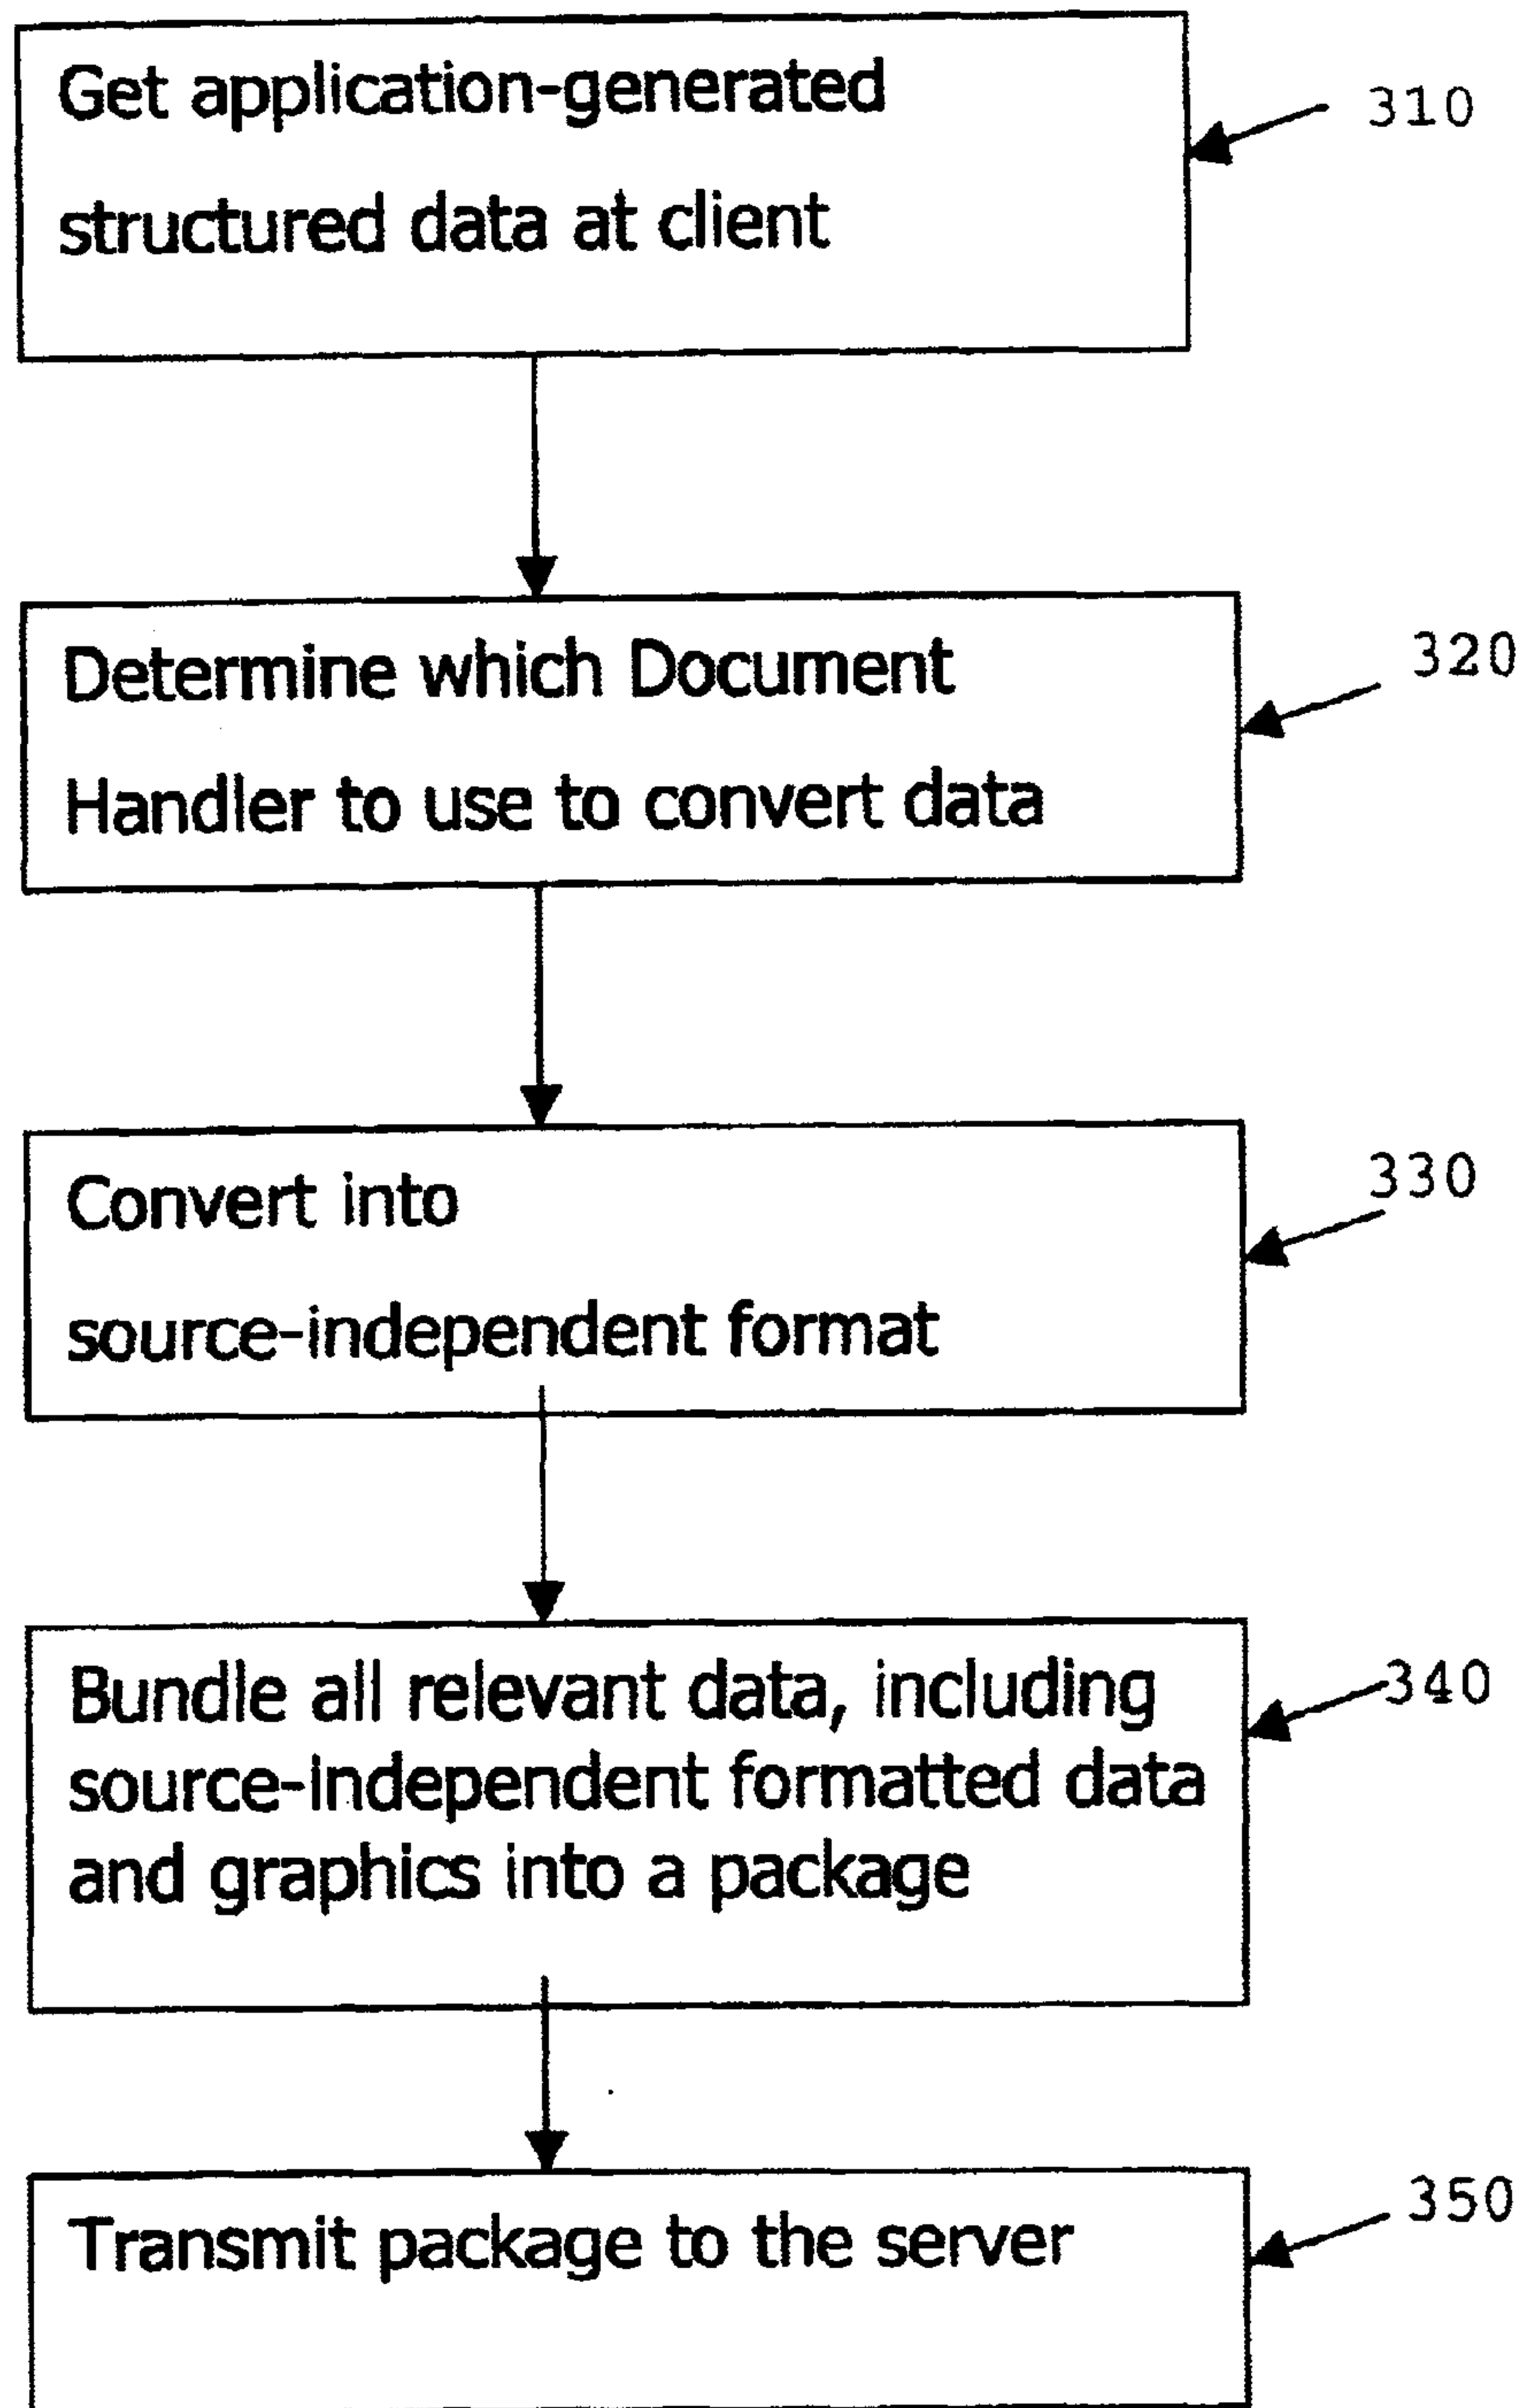 Get application-generated
310
structured data at client
Determine which Document
320
Handler to use to convert data
Convert into
330
source-independent format
Bundle all relevant data, including
340
source-independent formatted data
and graphics into a package
Transmit package to the server
350